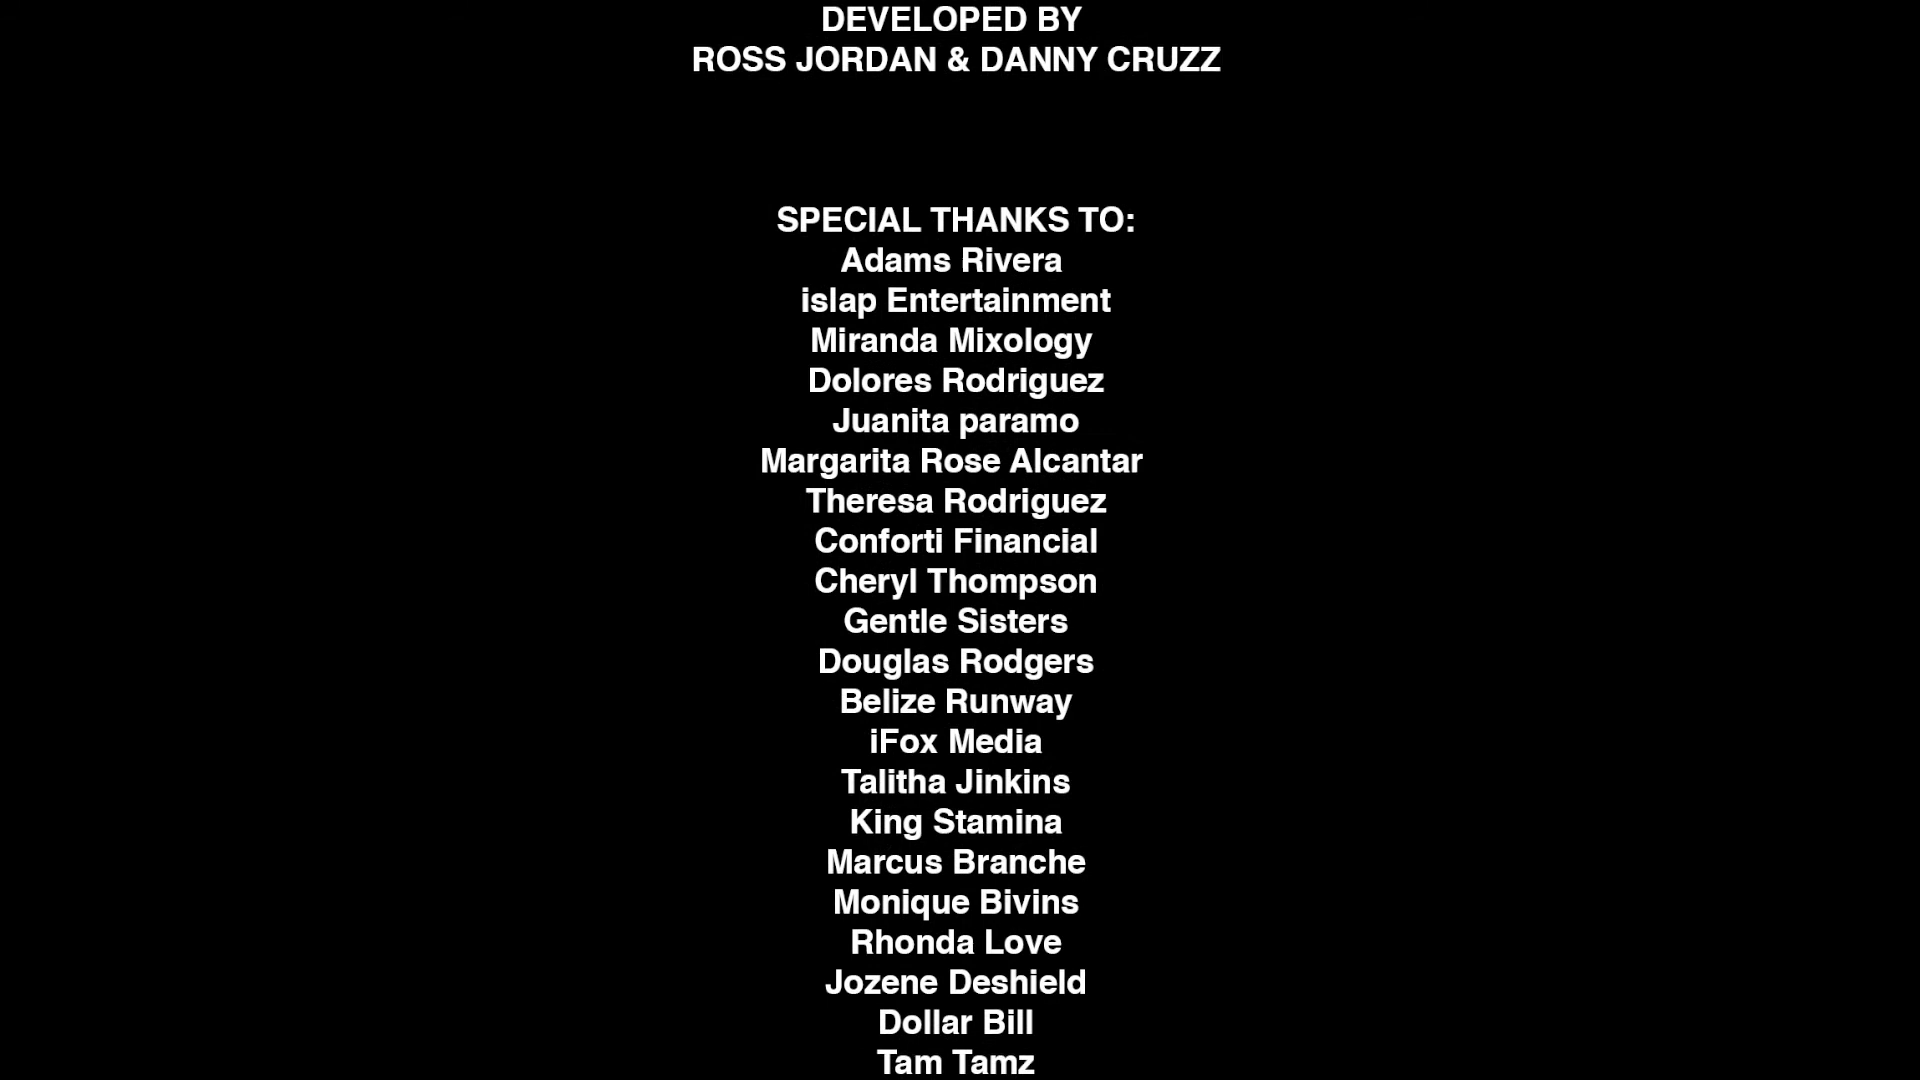 DEVELOPED BY
ROSS JORDAN & DANNY CRUZZ
SPECIAL THANKS TO:
Adams Rivera
islap Entertainment
Miranda Mixology
Dolores Rodriguez
Juanita paramo
Margarita Rose Alcantar
Theresa Rodriguez
Conforti Financial
Cheryl Thompson
Gentle Sisters
Douglas Rodgers
Belize Runway
iFox Media
Talitha Jinkins
King Stamina
Marcus Branche
Monique Bivins
Rhonda Love
Jozene Deshield
Dollar Bill
Tam Tamz